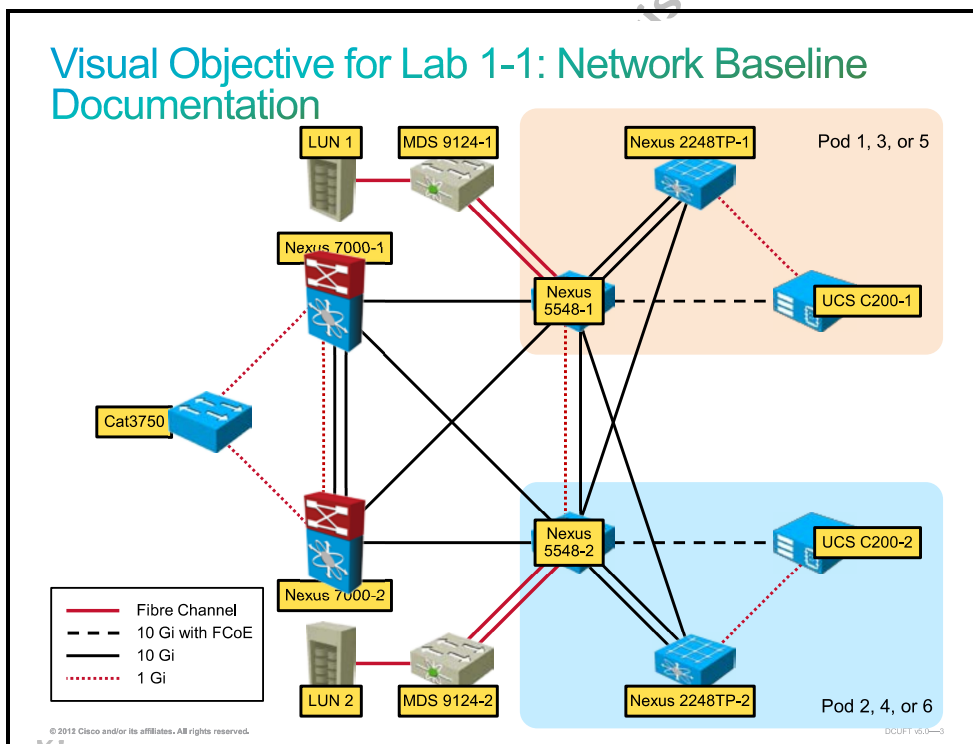 Visual Objective for Lab 1-1: Network Baseline
Documentation
LUN 1
MDS 9124-1
Nexus 2248TP-1
Pod 1, 3, or 5
Nexus 7000-1
Nexus
5548-1
UCS C200-1
Cat3750
Nexus
5548-2
UCS C200-2
Nexus 7000-2
Fibre Channel
10 Gi with FCoE
10 Gi
1 Gi
LUN 2
MDS 9124-2
Nexus 2248TP-2
Pod 2, 4, or 6
© 2012 Cisco and/or its affiliates. All rights reserved.
DCUFT v5.0—3